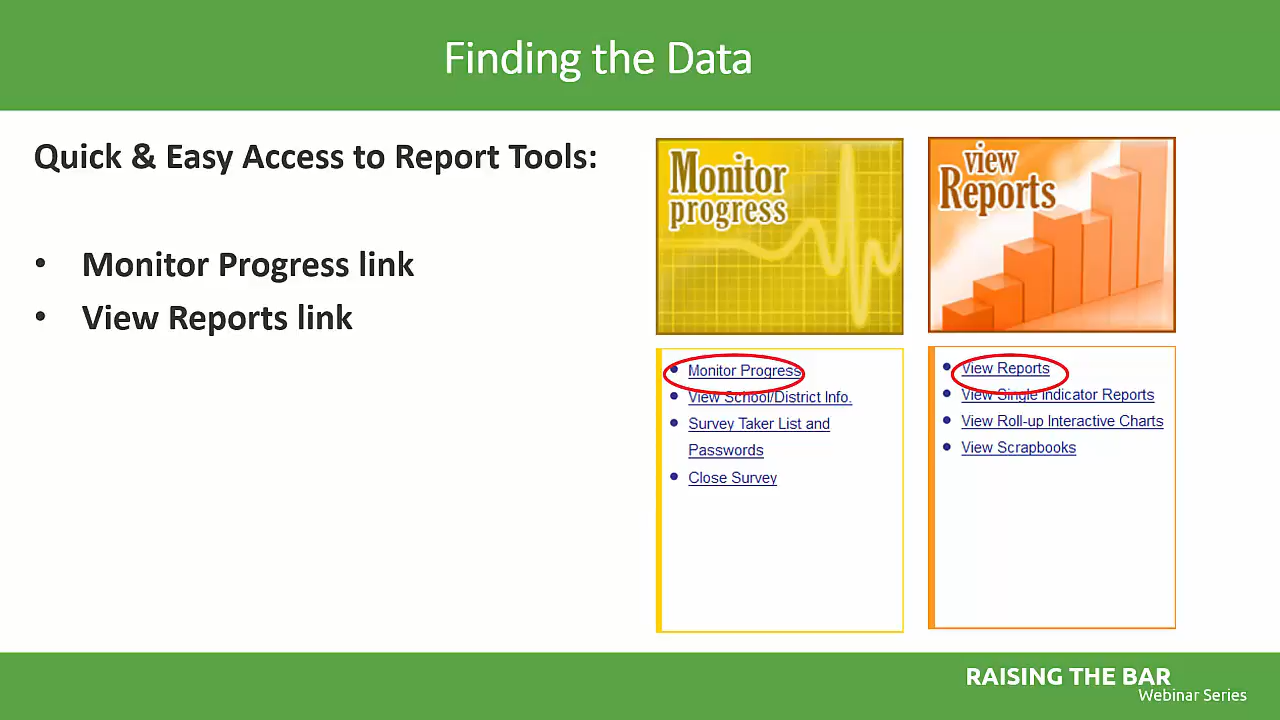 Finding the Data
Quick & Easy Access to Report Tools:
• Monitor Progress link
• View Reports link
Monitor
progress
• Monitor Progress
• View School/District Info.
• Survey Taker List and
Passwords
• Close Survey
view
Reports
• View Reports
• View Single Indicator Reports
• View Roll-up Interactive Charts
• View Scrapbooks
RAISING THE BAR
Webinar Series